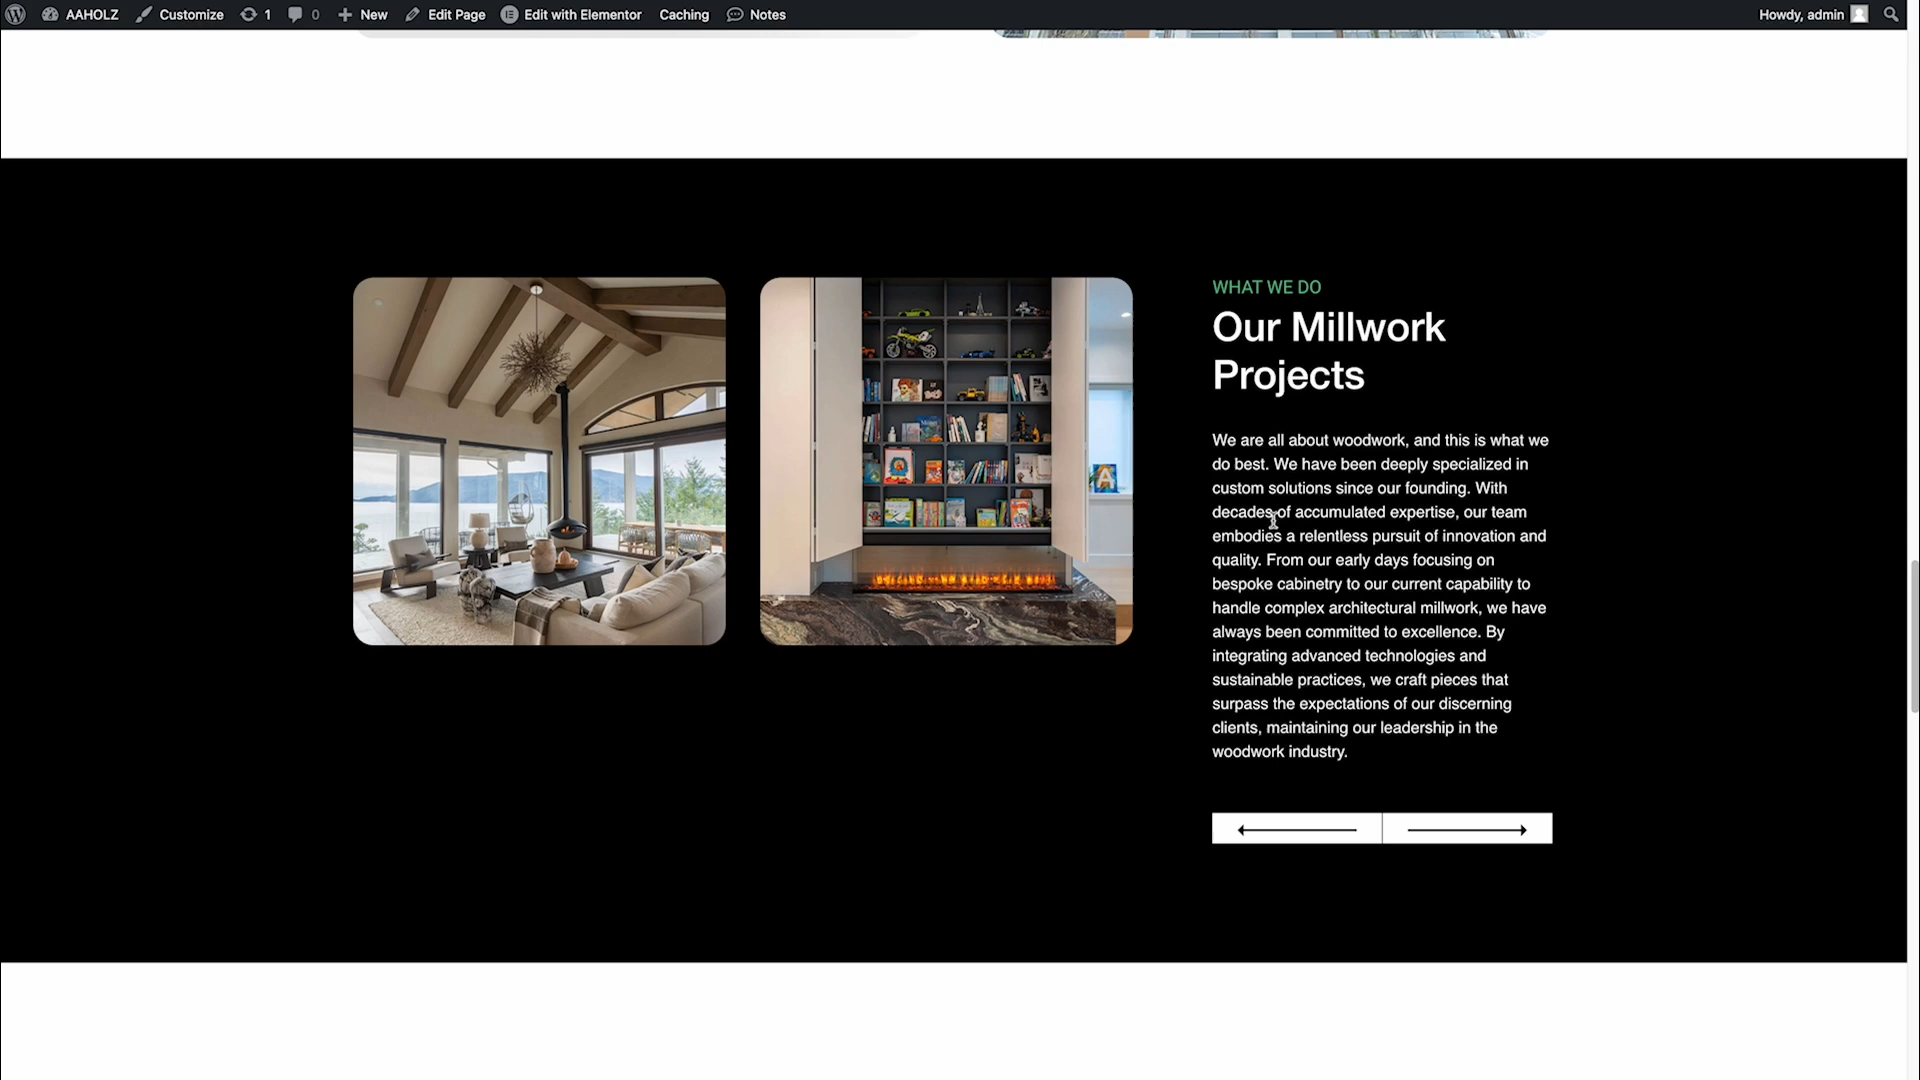 AAHOLZ Customize 1 0 New Edit Page Edit with Elementor Caching Notes Howdy, admin
WHAT WE DO
Our Millwork
Projects
We are all about woodwork, and this is what we
do best. We have been deeply specialized in
custom solutions since our founding. With
decades of accumulated expertise, our team
embodies a relentless pursuit of innovation and
quality. From our early days focusing on
bespoke cabinetry to our current capability to
handle complex architectural millwork, we have
always been committed to excellence. By
integrating advanced technologies and
sustainable practices, we craft pieces that
surpass the expectations of our discerning
clients, maintaining our leadership in the
woodwork industry.
A